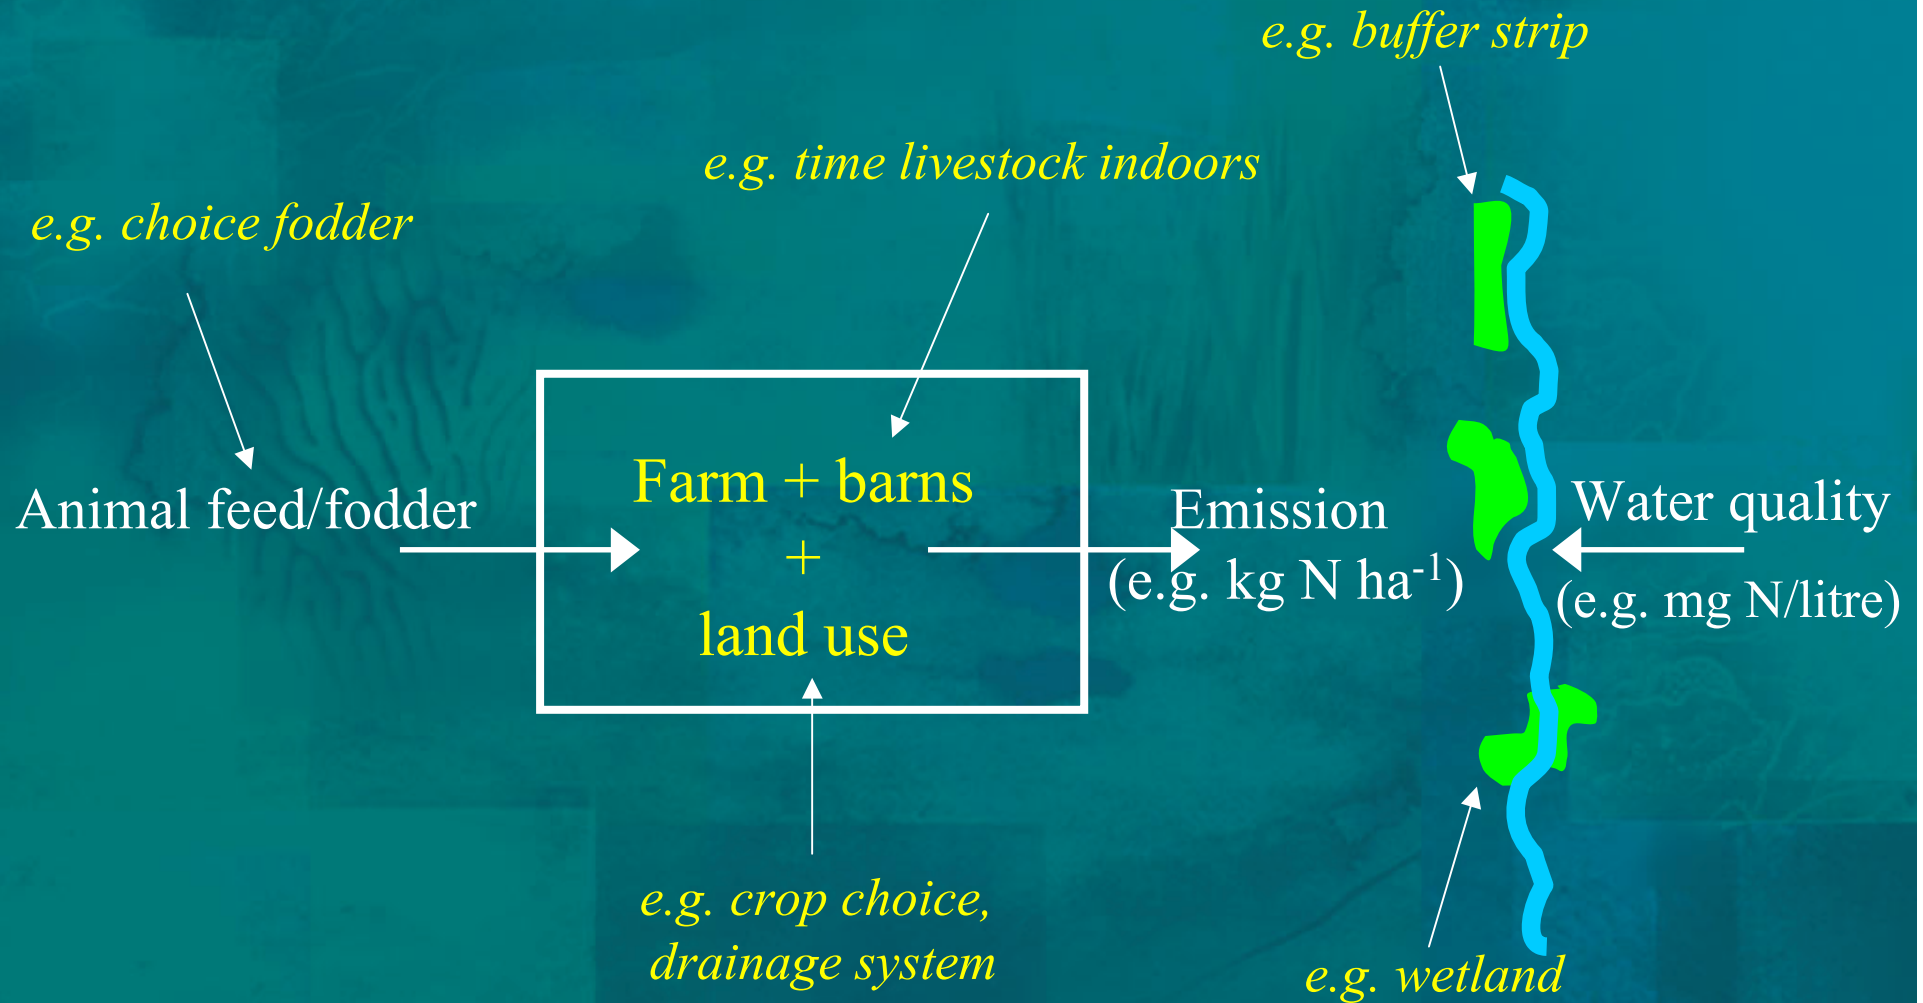 e.g. buffer strip
e.g. time livestock indoors
e.g. choice fodder
Animal feed/fodder
Farm + barns
+
land use
Emission
(e.g. kg N ha⁻¹)
Water quality
(e.g. mg N/litre)
e.g. crop choice,
drainage system
e.g. wetland